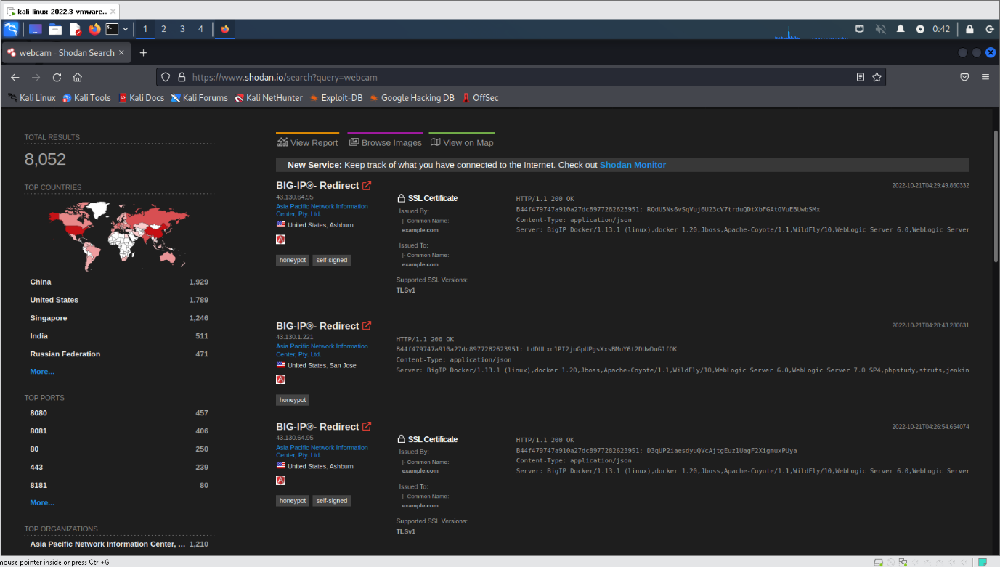 kali-linux-2022.3-vmware...
1 2 3 4
0:42
webcam - Shodan Search
https://www.shodan.io/search?query=webcam
Kali Linux Kali Tools Kali Docs Kali Forums Kali NetHunter Exploit-DB Google Hacking DB OffSec
TOTAL RESULTS
8,052
TOP COUNTRIES
China 1,929
United States 1,789
Singapore 1,246
India 511
Russian Federation 471
More...
TOP PORTS
8080 457
8081 406
80 250
443 239
8181 80
More...
TOP ORGANIZATIONS
Asia Pacific Network Information Center, ... 1,210
View Report Browse Images View on Map
New Service: Keep track of what you have connected to the Internet. Check out Shodan Monitor
BIG-IP®- Redirect
2022-10-21T04:29:49.860332
43.130.64.95
Asia Pacific Network Information
Center, Pty. Ltd.
United States, Ashburn
honeypot self-signed
SSL Certificate
Issued By:
|- Common Name:
example.com
Issued To:
|- Common Name:
example.com
Supported SSL Versions:
TLSv1
HTTP/1.1 200 OK
B44f479747a910a27dc8977282623951: RQdU5Ns6vSqVuj6U23cV7trduQDtXbFGAtOVuEBUwbSMx
Content-Type: application/json
Server: BigIP Docker/1.13.1 (linux),docker 1.20,Jboss,Apache-Coyote/1.1,WildFly/10,WebLogic Server 6.0,WebLogic Server
BIG-IP®- Redirect
2022-10-21T04:28:43.280631
43.130.1.221
Asia Pacific Network Information
Center, Pty. Ltd.
United States, San Jose
honeypot
HTTP/1.1 200 OK
B44f479747a910a27dc8977282623951: LdDULxc1PI2juGpUPgsXxsBMuY6t2DUwDuG1fOK
Content-Type: application/json
Server: BigIP Docker/1.13.1 (linux),docker 1.20,Jboss,Apache-Coyote/1.1,WildFly/10,WebLogic Server 6.0,WebLogic Server 7.0 SP4,phpstudy,struts,jenkin
BIG-IP®- Redirect
2022-10-21T04:26:54.654074
43.130.64.95
Asia Pacific Network Information
Center, Pty. Ltd.
United States, Ashburn
honeypot self-signed
SSL Certificate
Issued By:
|- Common Name:
example.com
Issued To:
|- Common Name:
example.com
Supported SSL Versions:
TLSv1
HTTP/1.1 200 OK
B44f479747a910a27dc8977282623951: D3qUP2iaesdyuQVcAjtgEuz1UagF2XigmuxPUya
Content-Type: application/json
Server: BigIP Docker/1.13.1 (linux),docker 1.20,Jboss,Apache-Coyote/1.1,WildFly/10,WebLogic Server 6.0,WebLogic Server
mouse pointer inside or press Ctrl+G.